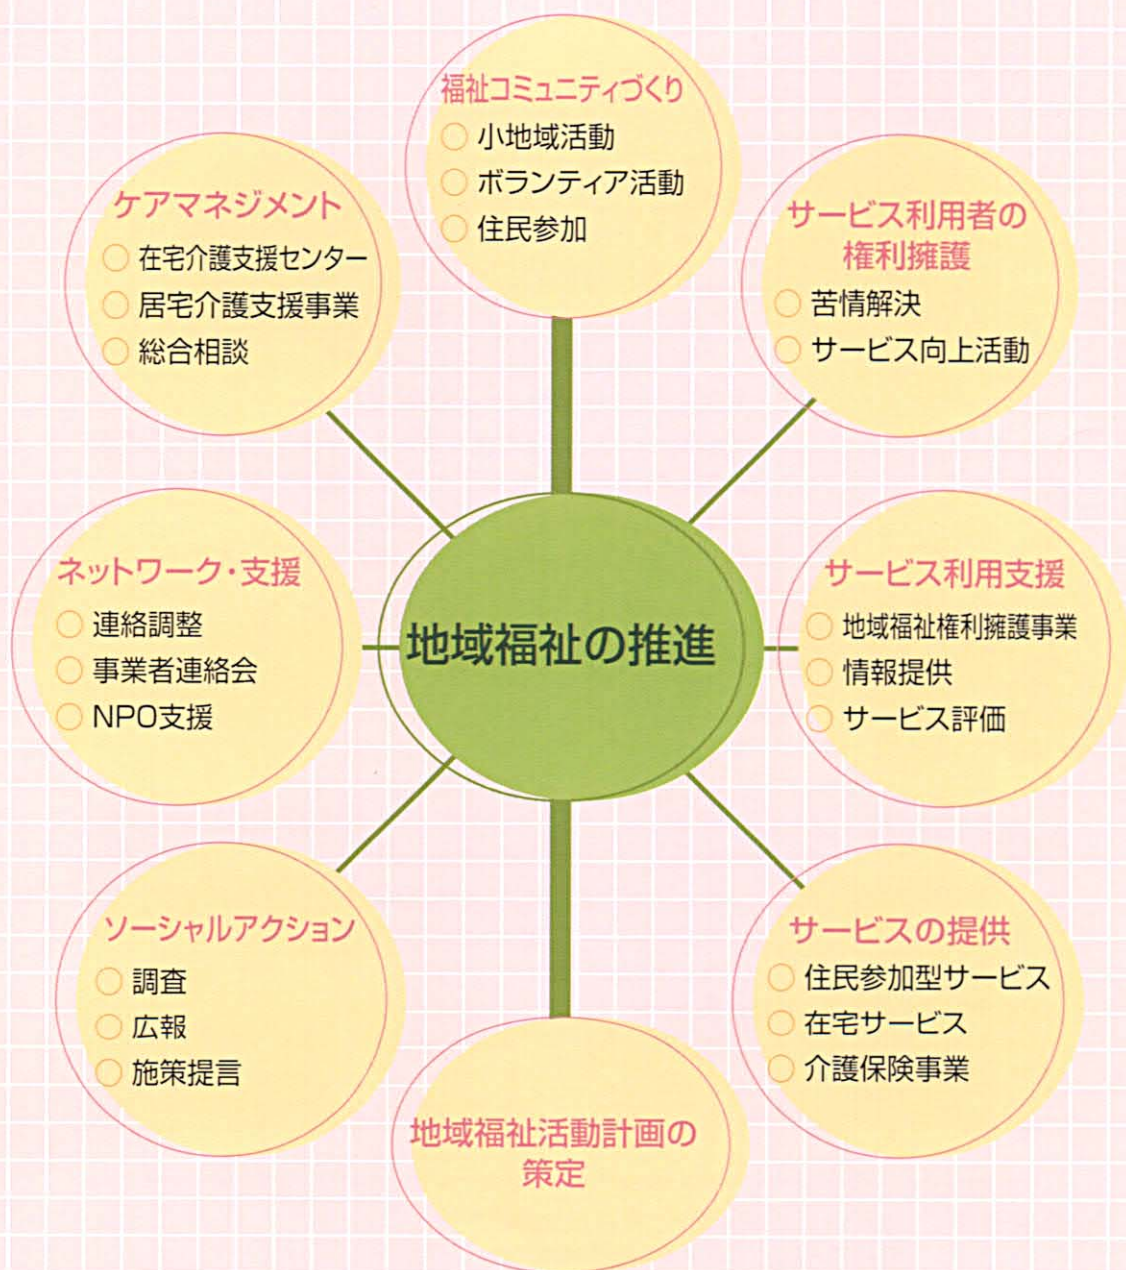 福祉コミュニティづくり
○ 小地域活動
○ ボランティア活動
○ 住民参加
ケアマネジメント
○ 在宅介護支援センター
○ 居宅介護支援事業
○ 総合相談
サービス利用者の
権利擁護
○ 苦情解決
○ サービス向上活動
ネットワーク・支援
○ 連絡調整
○ 事業者連絡会
○ NPO支援
地域福祉の推進
サービス利用支援
○ 地域福祉権利擁護事業
○ 情報提供
○ サービス評価
ソーシャルアクション
○ 調査
○ 広報
○ 施策提言
サービスの提供
○ 住民参加型サービス
○ 在宅サービス
○ 介護保険事業
地域福祉活動計画の
策定